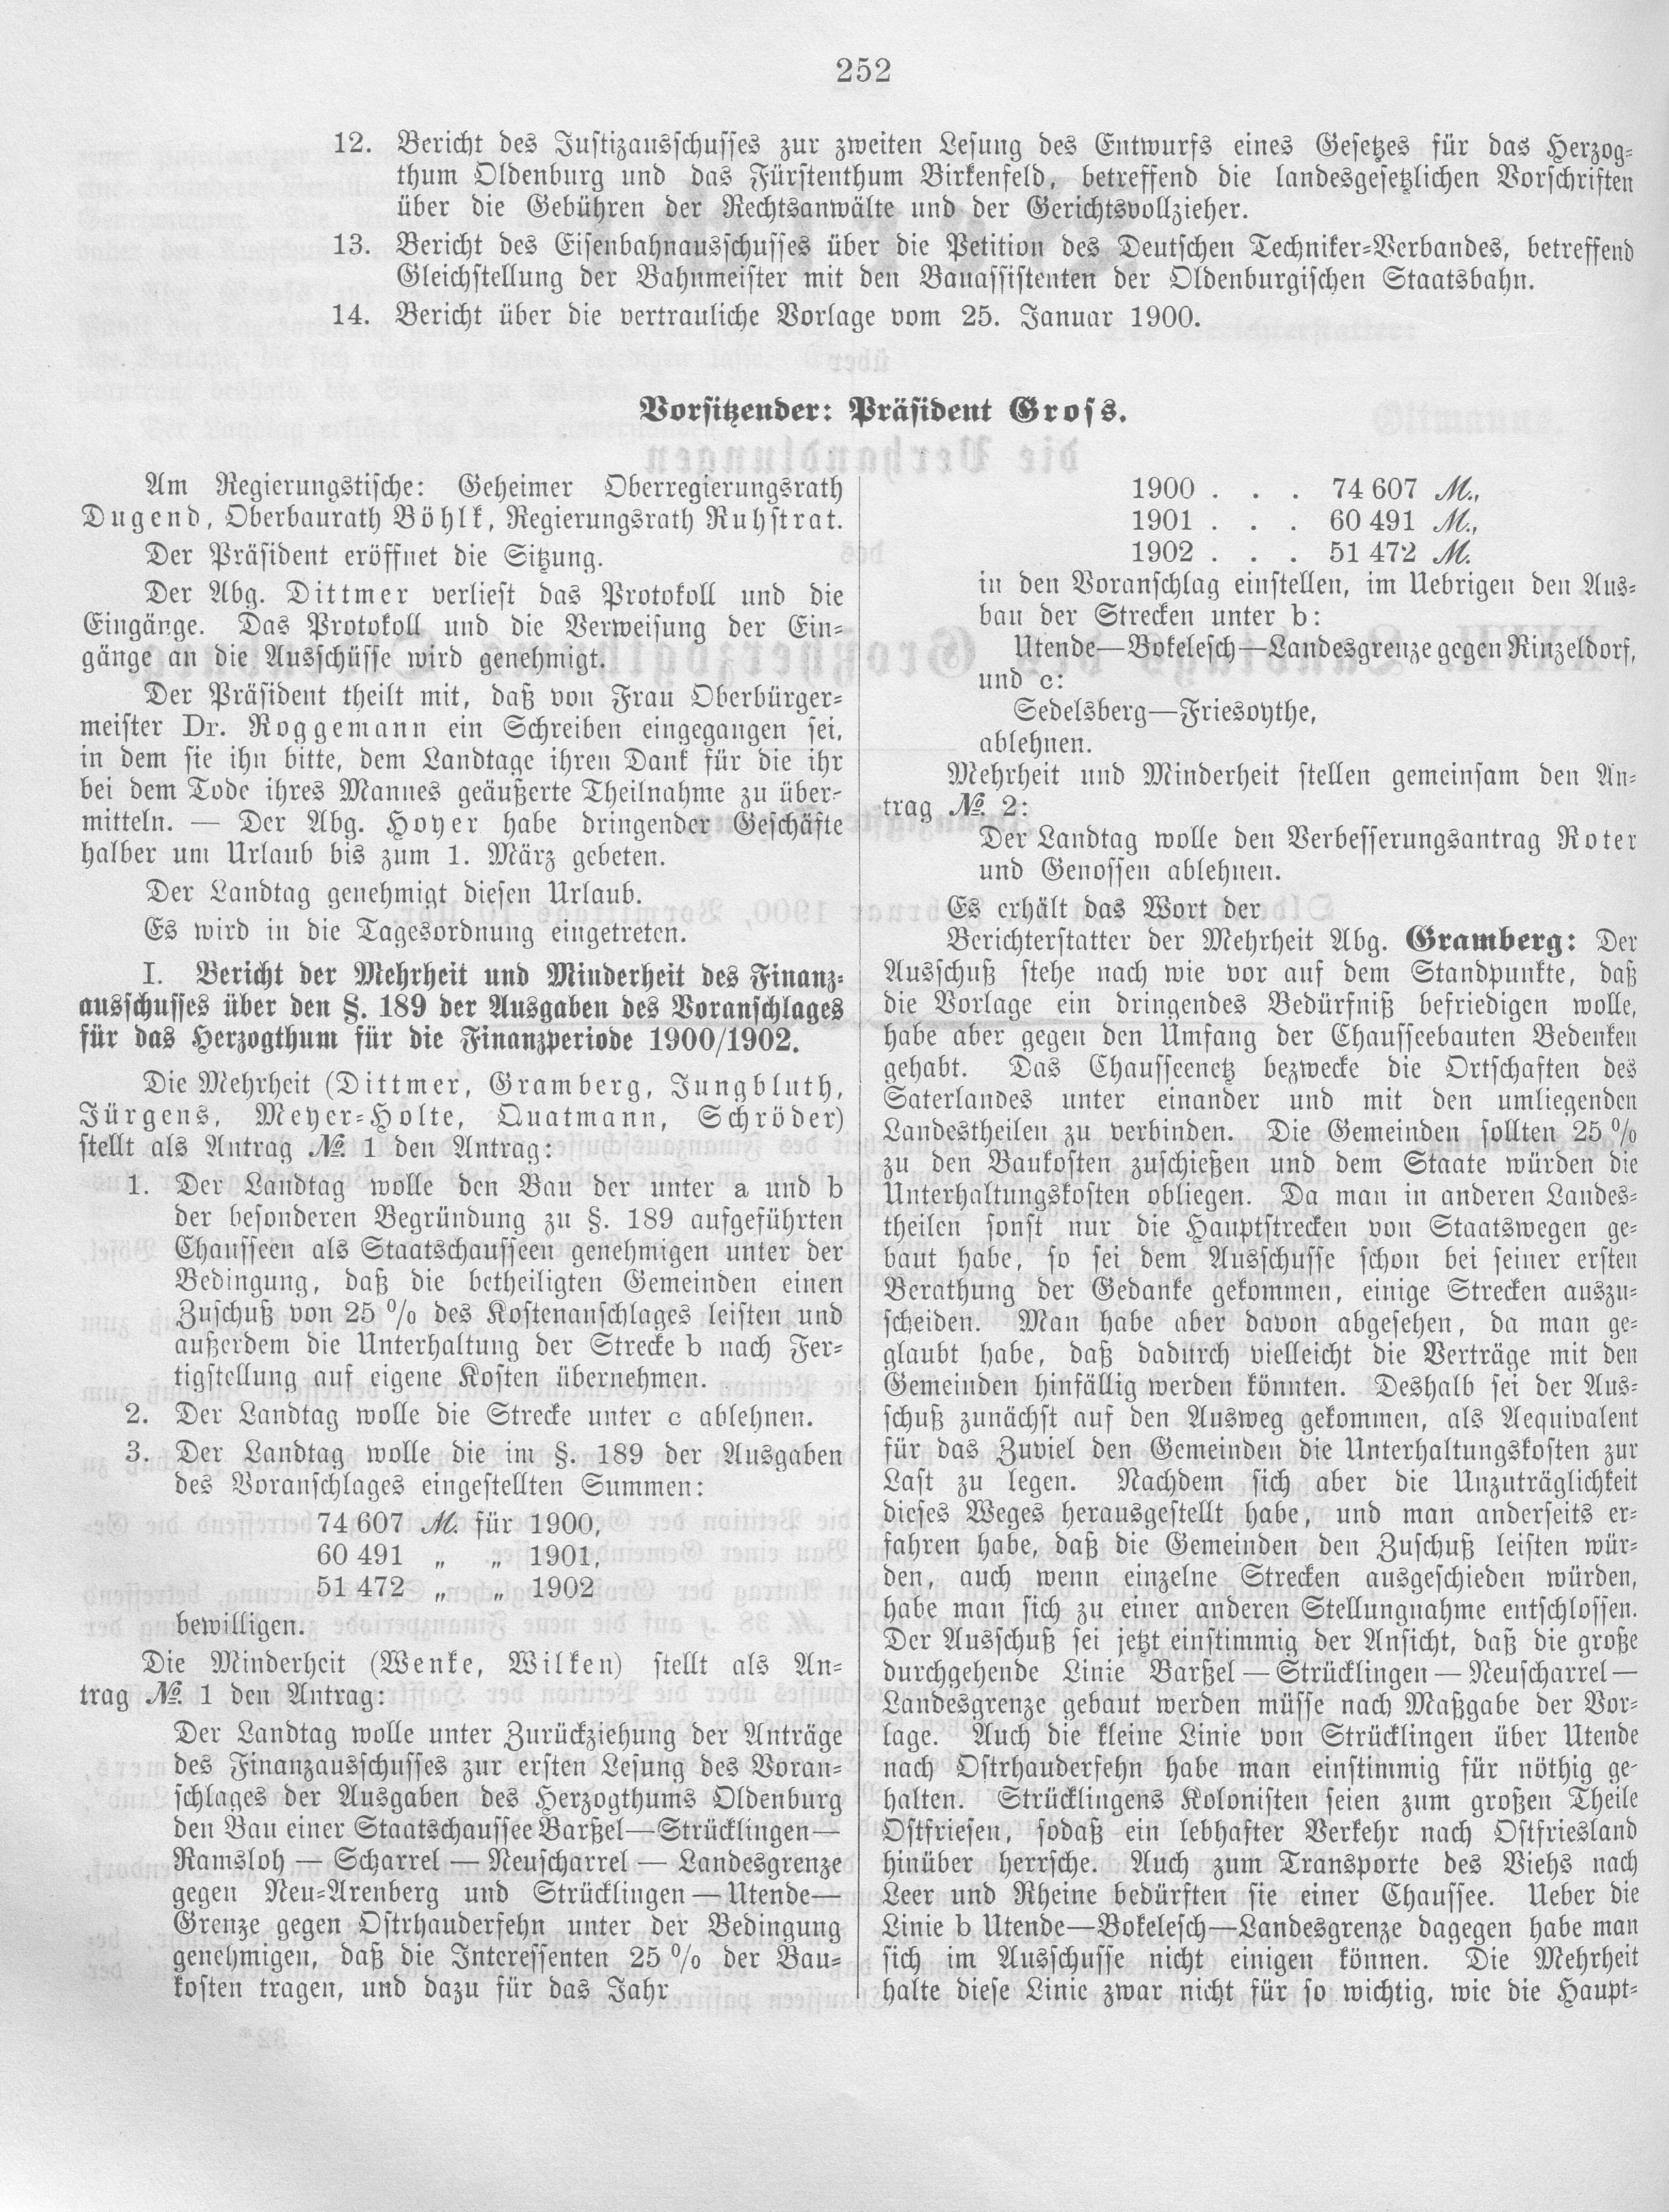 252
12. Bericht des Justizausschusses zur zweiten Lesung des Entwurfs eines Gesetzes für das Herzog-
thum Oldenburg und das Fürstenthum Birkenfeld, betreffend die landesgesetzlichen Vorschriften
über die Gebühren der Rechtsanwälte und der Gerichtsvollzieher.
13. Bericht des Eisenbahnausschusses über die Petition des Deutschen Techniker-Verbandes, betreffend
Gleichstellung der Bahnmeister mit den Bauassistenten der Oldenburgischen Staatsbahn.
14. Bericht über die vertrauliche Vorlage vom 25. Januar 1900.
Vorsitzender: Präsident Gross.
Am Regierungstische: Geheimer Oberregierungsrath
Dugend, Oberbaurath Böhlk, Regierungsrath Ruhstrat.
Der Präsident eröffnet die Sitzung.
Der Abg. Dittmer verliest das Protokoll und die
Eingänge. Das Protokoll und die Verweisung der Ein-
gänge an die Ausschüsse wird genehmigt.
Der Präsident theilt mit, daß von Frau Oberbürger-
meister Dr. Roggemann ein Schreiben eingegangen sei,
in dem sie ihn bitte, dem Landtage ihren Dank für die ihr
bei dem Tode ihres Mannes geäußerte Theilnahme zu über-
mitteln. — Der Abg. Hoyer habe dringender Geschäfte
halber um Urlaub bis zum 1. März gebeten.
Der Landtag genehmigt diesen Urlaub.
Es wird in die Tagesordnung eingetreten.
I. Bericht der Mehrheit und Minderheit des Finanz-
ausschusses über den §. 189 der Ausgaben des Voranschlages
für das Herzogthum für die Finanzperiode 1900/1902.
Die Mehrheit (Dittmer, Gramberg, Jungbluth,
Jürgens, Meyer-Holte, Quatmann, Schröder)
stellt als Antrag № 1 den Antrag:
1. Der Landtag wolle den Bau der unter a und b
der besonderen Begründung zu §. 189 aufgeführten
Chausseen als Staatschausseen genehmigen unter der
Bedingung, daß die betheiligten Gemeinden einen
Zuschuß von 25 % des Kostenanschlages leisten und
außerdem die Unterhaltung der Strecke b nach Fer-
tigstellung auf eigene Kosten übernehmen.
2. Der Landtag wolle die Strecke unter c ablehnen.
3. Der Landtag wolle die im §. 189 der Ausgaben
des Voranschlages eingestellten Summen:
74 607 M. für 1900,
60 491 „ „ 1901,
51 472 „ „ 1902
bewilligen.
Die Minderheit (Wenke, Wilken) stellt als An-
trag № 1 den Antrag:
Der Landtag wolle unter Zurückziehung der Anträge
des Finanzausschusses zur ersten Lesung des Voran-
schlages der Ausgaben des Herzogthums Oldenburg
den Bau einer Staatschaussee Barßel—Strücklingen—
Ramsloh — Scharrel — Neuscharrel — Landesgrenze
gegen Neu-Arenberg und Strücklingen — Utende—
Grenze gegen Ostrhauderfehn unter der Bedingung
genehmigen, daß die Interessenten 25 % der Bau-
kosten tragen, und dazu für das Jahr
1900 . . . 74 607 M.,
1901 . . . 60 491 M.,
1902 . . . 51 472 M.
in den Voranschlag einstellen, im Uebrigen den Aus-
bau der Strecken unter b:
Utende—Bokelesch—Landesgrenze gegen Rinzeldorf,
und c:
Sedelsberg—Friesoythe,
ablehnen.
Mehrheit und Minderheit stellen gemeinsam den An-
trag № 2:
Der Landtag wolle den Verbesserungsantrag Roter
und Genossen ablehnen.
Es erhält das Wort der
Berichterstatter der Mehrheit Abg. Gramberg: Der
Ausschuß stehe nach wie vor auf dem Standpunkte, daß
die Vorlage ein dringendes Bedürfniß befriedigen wolle,
habe aber gegen den Umfang der Chausseebauten Bedenken
gehabt. Das Chausseenetz bezwecke die Ortschaften des
Saterlandes unter einander und mit den umliegenden
Landestheilen zu verbinden. Die Gemeinden sollten 25 %
zu den Baukosten zuschießen und dem Staate würden die
Unterhaltungskosten obliegen. Da man in anderen Landes-
theilen sonst nur die Hauptstrecken von Staatswegen ge-
baut habe, so sei dem Ausschusse schon bei seiner ersten
Berathung der Gedanke gekommen, einige Strecken auszu-
scheiden. Man habe aber davon abgesehen, da man ge-
glaubt habe, daß dadurch vielleicht die Verträge mit den
Gemeinden hinfällig werden könnten. Deshalb sei der Aus-
schuß zunächst auf den Ausweg gekommen, als Aequivalent
für das Zuviel den Gemeinden die Unterhaltungskosten zur
Last zu legen. Nachdem sich aber die Unzuträglichkeit
dieses Weges herausgestellt habe, und man anderseits er-
fahren habe, daß die Gemeinden den Zuschuß leisten wür-
den, auch wenn einzelne Strecken ausgeschieden würden,
habe man sich zu einer anderen Stellungnahme entschlossen.
Der Ausschuß sei jetzt einstimmig der Ansicht, daß die große
durchgehende Linie Barßel — Strücklingen — Neuscharrel —
Landesgrenze gebaut werden müsse nach Maßgabe der Vor-
lage. Auch die kleine Linie von Strücklingen über Utende
nach Ostrhauderfehn habe man einstimmig für nöthig ge-
halten. Strücklingens Kolonisten seien zum großen Theile
Ostfriesen, sodaß ein lebhafter Verkehr nach Ostfriesland
hinüber herrsche. Auch zum Transporte des Viehs nach
Leer und Rheine bedürften sie einer Chaussee. Ueber die
Linie b Utende—Bokelesch—Landesgrenze dagegen habe man
sich im Ausschusse nicht einigen können. Die Mehrheit
halte diese Linie zwar nicht für so wichtig, wie die Haupt-